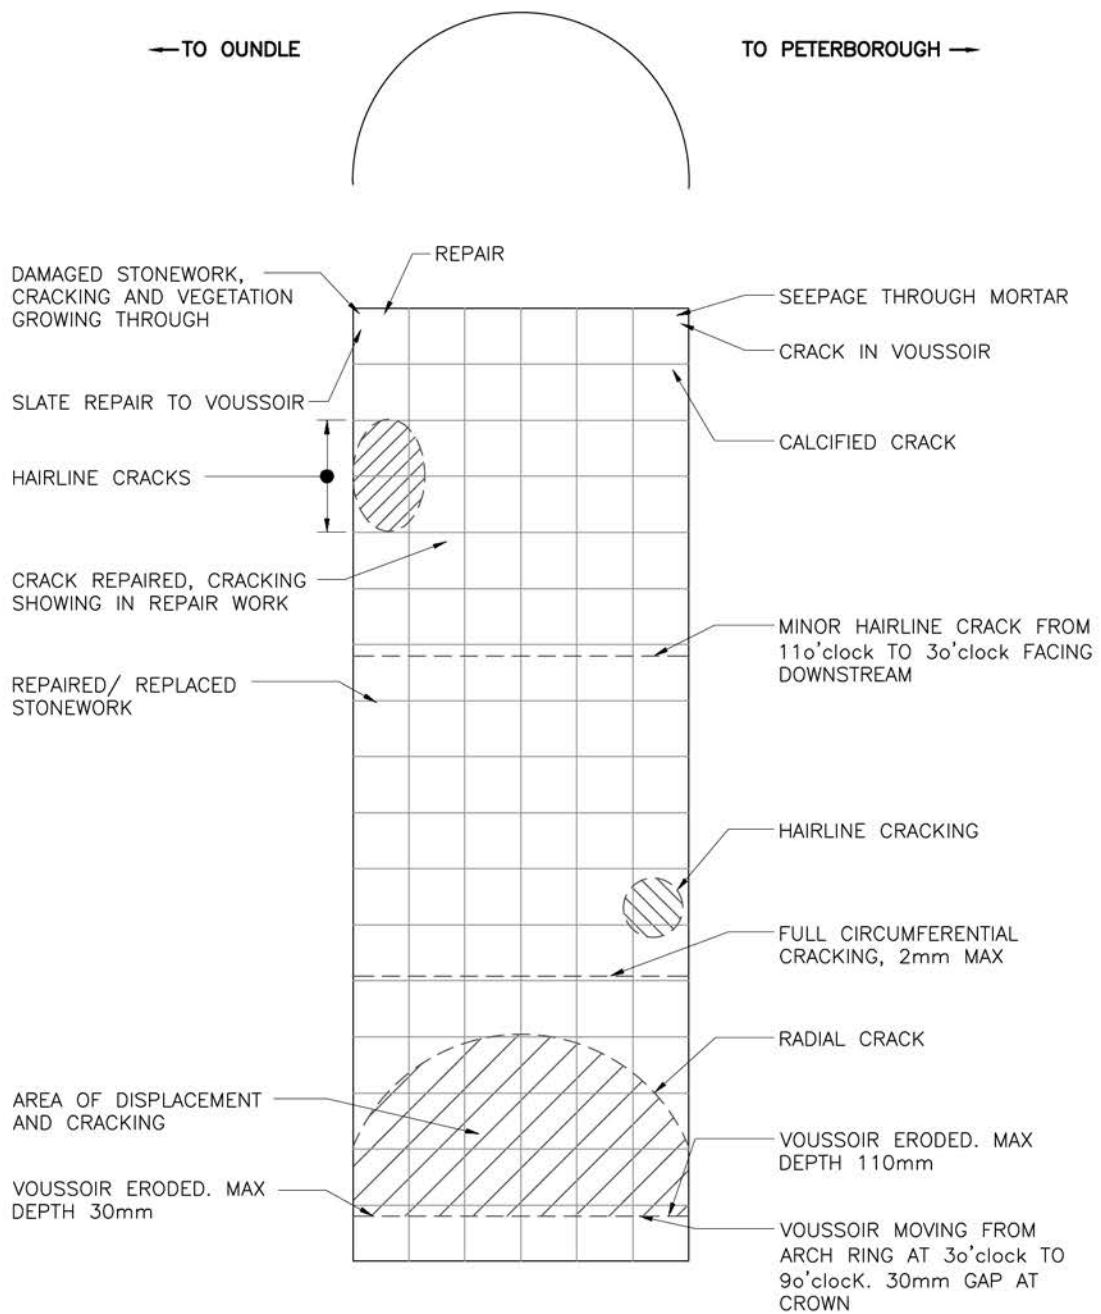 TO OUNDLE
TO PETERBOROUGH
REPAIR
DAMAGED STONEWORK,
CRACKING AND VEGETATION
GROWING THROUGH
SEEPAGE THROUGH MORTAR
CRACK IN VOUSSOIR
SLATE REPAIR TO VOUSSOIR
CALCIFIED CRACK
HAIRLINE CRACKS
CRACK REPAIRED, CRACKING
SHOWING IN REPAIR WORK
MINOR HAIRLINE CRACK FROM
11o'clock TO 3o'clock FACING
DOWNSTREAM
REPAIRED/ REPLACED
STONEWORK
HAIRLINE CRACKING
FULL CIRCUMFERENTIAL
CRACKING, 2mm MAX
RADIAL CRACK
AREA OF DISPLACEMENT
AND CRACKING
VOUSSOIR ERODED. MAX
DEPTH 110mm
VOUSSOIR ERODED. MAX
DEPTH 30mm
VOUSSOIR MOVING FROM
ARCH RING AT 3o'clock TO
9o'clocK. 30mm GAP AT
CROWN